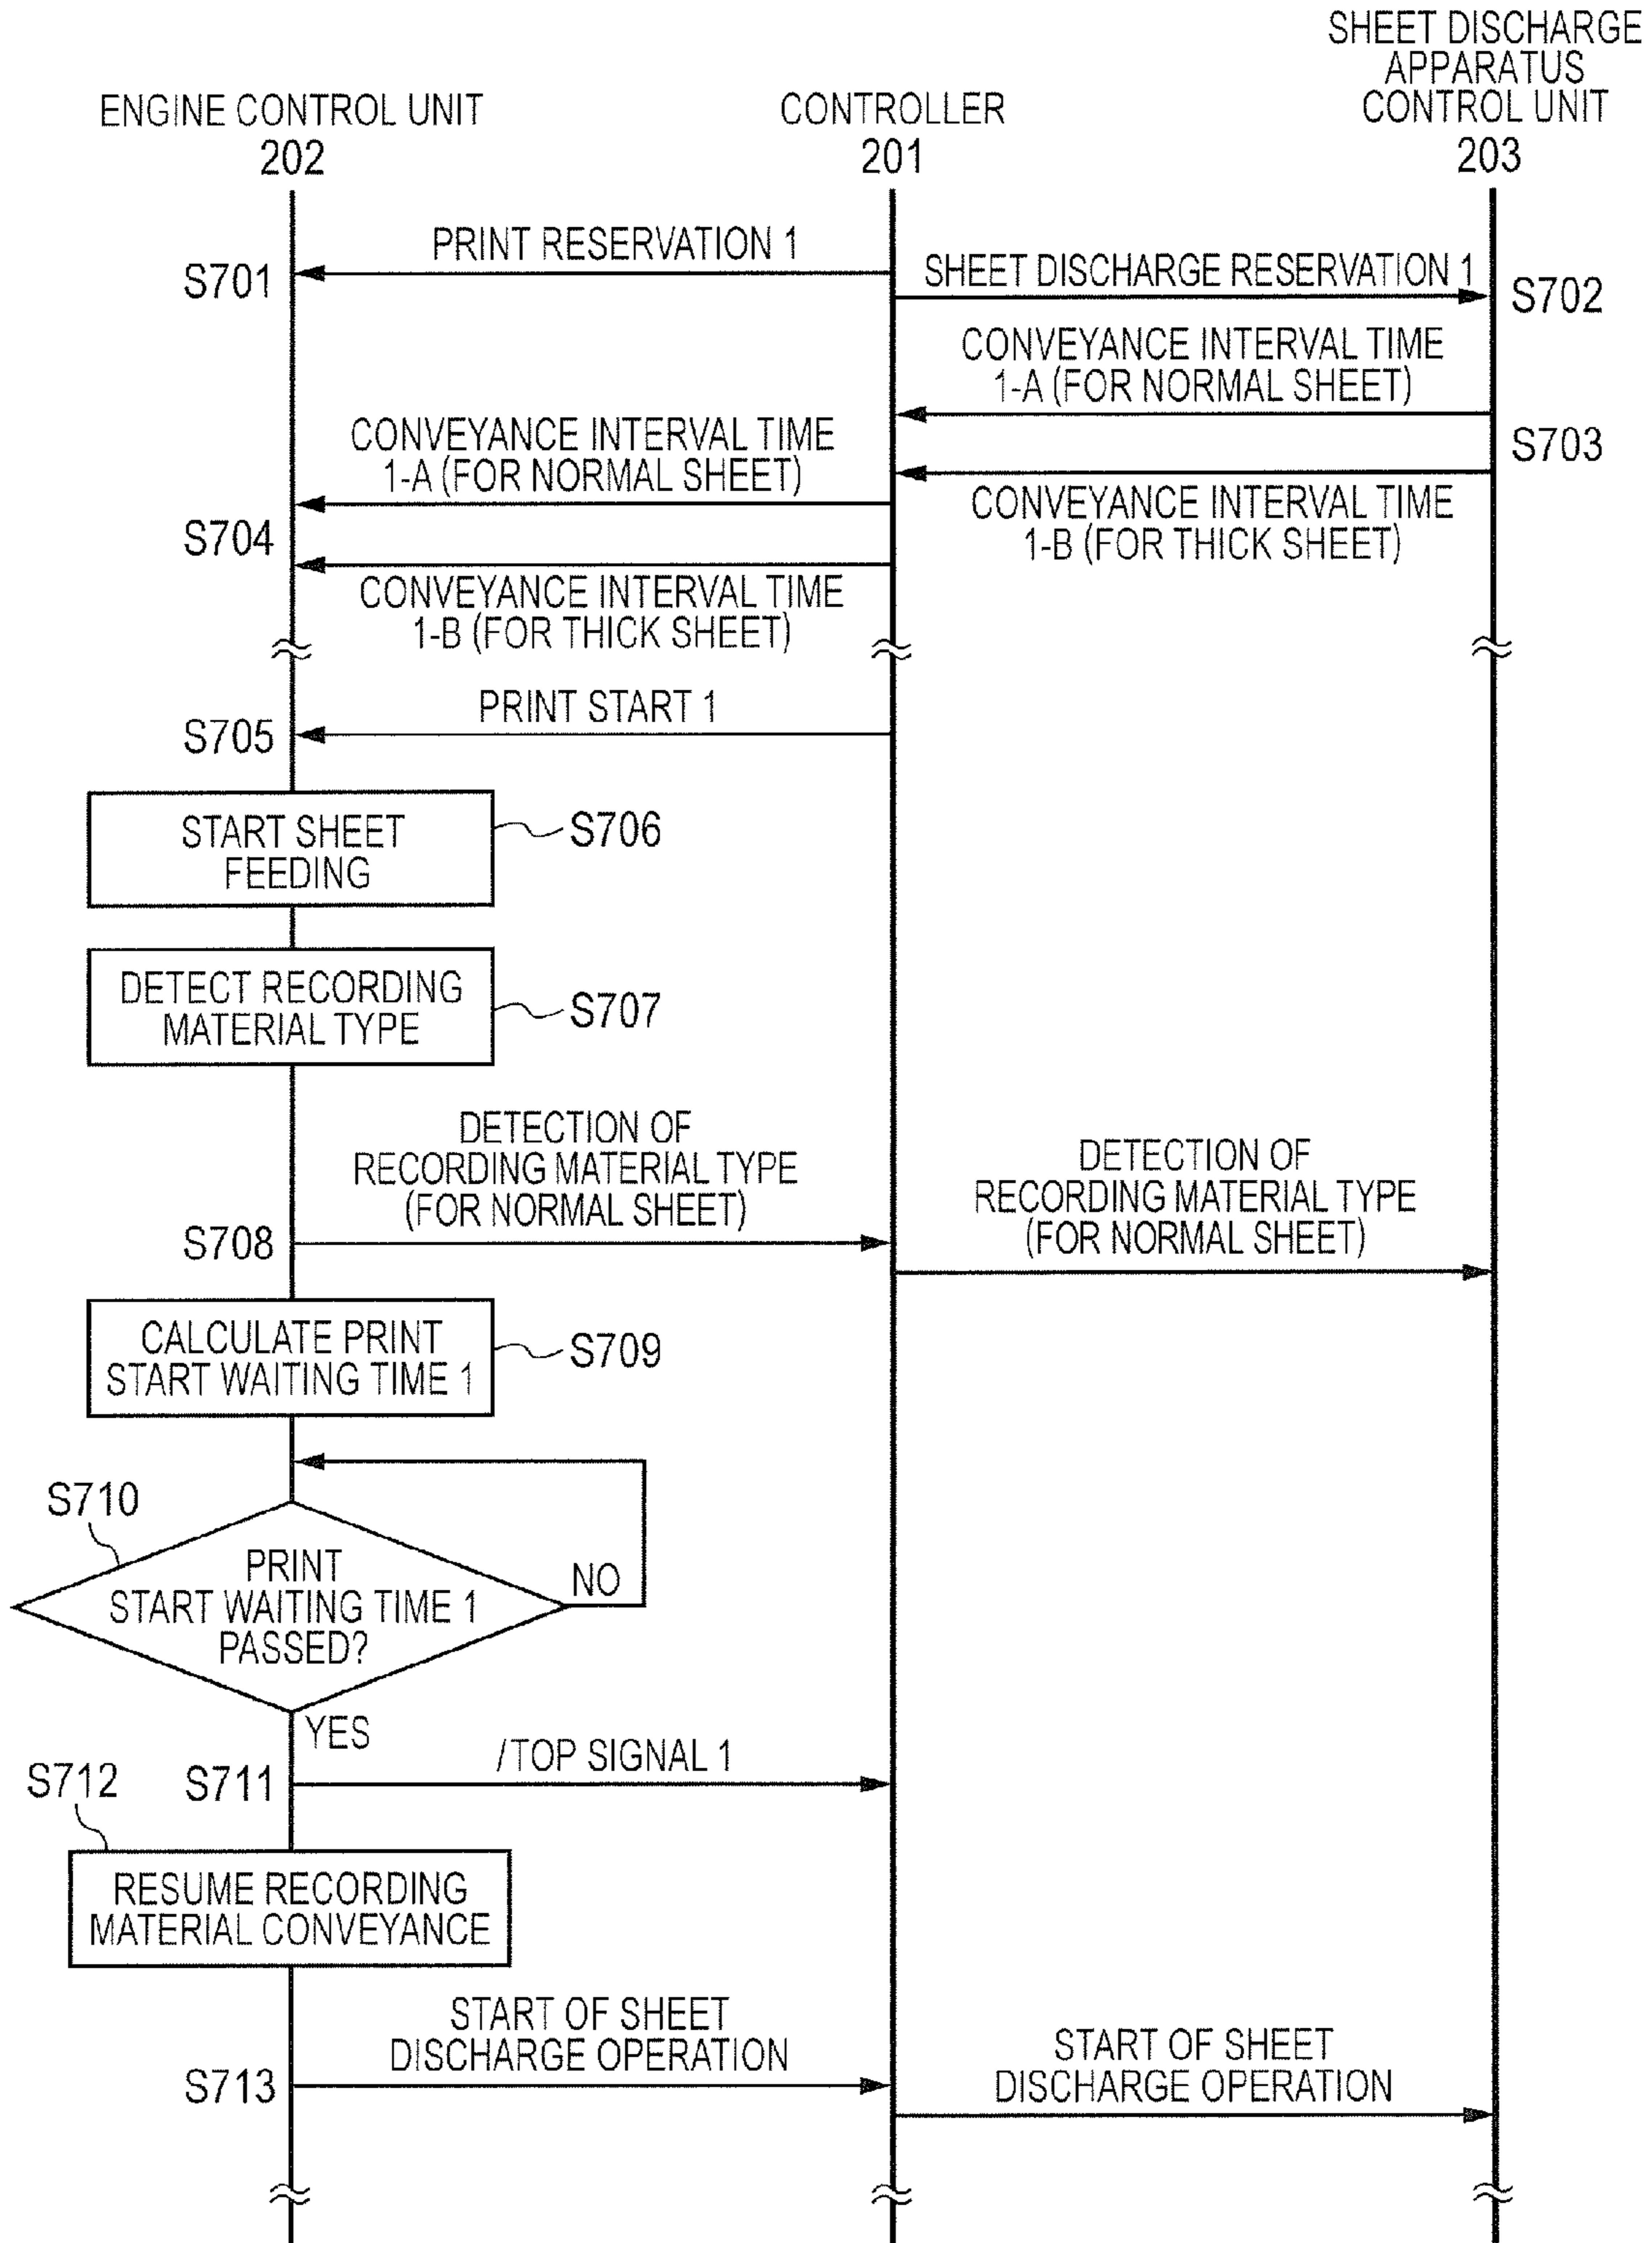 SHEET DISCHARGE
APPARATUS
CONTROL UNIT
203
ENGINE CONTROL UNIT
202
CONTROLLER
201
PRINT RESERVATION 1
S701
SHEET DISCHARGE RESERVATION 1
S702
CONVEYANCE INTERVAL TIME
1-A (FOR NORMAL SHEET)
S703
CONVEYANCE INTERVAL TIME
1-A (FOR NORMAL SHEET)
CONVEYANCE INTERVAL TIME
1-B (FOR THICK SHEET)
S704
CONVEYANCE INTERVAL TIME
1-B (FOR THICK SHEET)
PRINT START 1
S705
START SHEET
FEEDING
S706
DETECT RECORDING
MATERIAL TYPE
S707
DETECTION OF
RECORDING MATERIAL TYPE
(FOR NORMAL SHEET)
S708
DETECTION OF
RECORDING MATERIAL TYPE
(FOR NORMAL SHEET)
CALCULATE PRINT
START WAITING TIME 1
S709
S710
PRINT
START WAITING TIME 1
PASSED?
NO
YES
/TOP SIGNAL 1
S711
S712
RESUME RECORDING
MATERIAL CONVEYANCE
START OF SHEET
DISCHARGE OPERATION
S713
START OF SHEET
DISCHARGE OPERATION